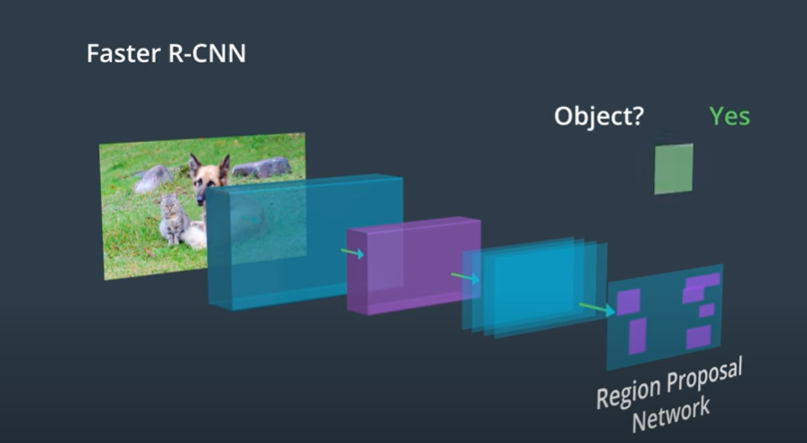 Faster R-CNN
Object? Yes
Region Proposal
Network